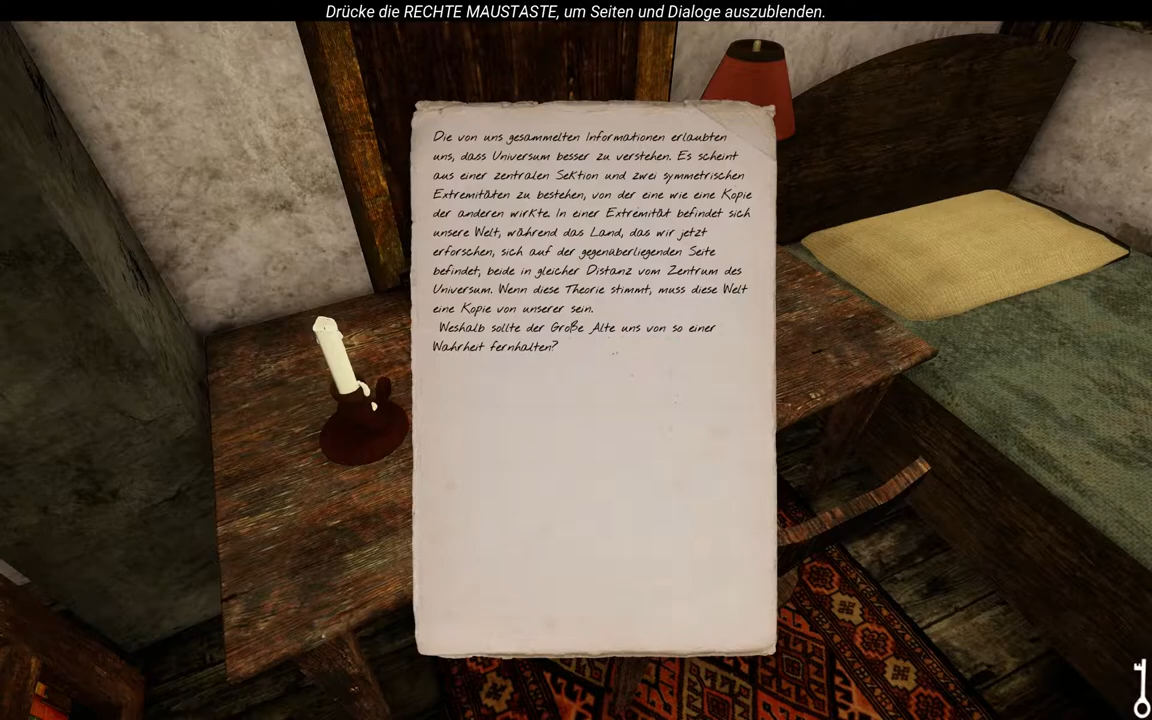 Drücke die RECHTE MAUSTASTE, um Seiten und Dialoge auszublenden.
Die von uns gesammelten Informationen erlaubten
uns, dass Universum besser zu verstehen. Es scheint
aus einer zentralen Sektion und zwei symmetrischen
Extremitäten zu bestehen, von der eine wie eine Kopie
der anderen wirkte. In einer Extremität befindet sich
unsere Welt, während das Land, das wir jetzt
erforschen, sich auf der gegenüberliegenden Seite
befindet, beide in gleicher Distanz vom Zentrum des
Universum. Wenn diese Theorie stimmt, muss diese Welt
eine Kopie von unserer sein.
Weshalb sollte der Große Alte uns von so einer
Wahrheit fernhalten?